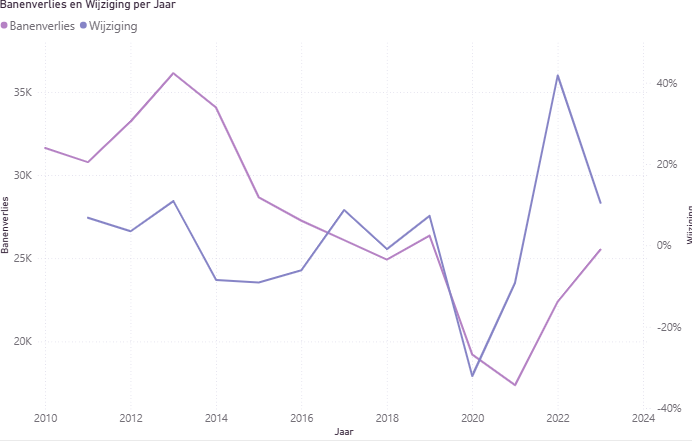 Banenverlies en Wijziging per Jaar
Banenverlies Wijziging
35K
30K
25K
20K
Banenverlies
40%
20%
0%
-20%
-40%
Wijziging
2010 2012 2014 2016 2018 2020 2022 2024
Jaar